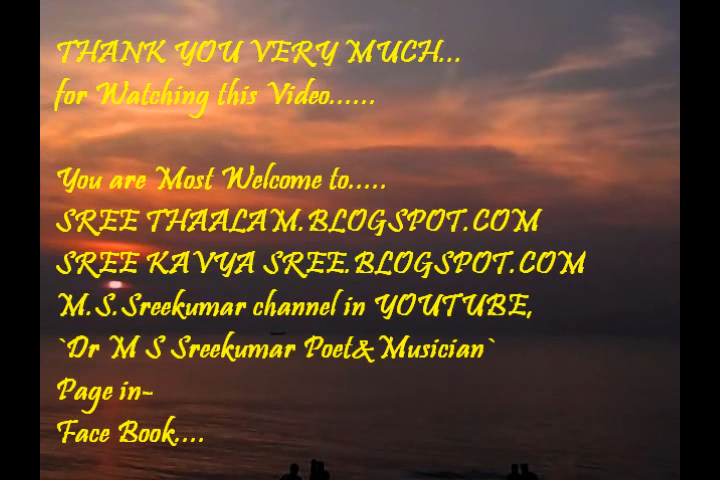 THANK YOU VERY MUCH...
for Watching this Video......
You are Most Welcome to.....
SREE THAALAM.BLOGSPOT.COM
SREE KAVYA SREE.BLOGSPOT.COM
M.S.Sreekumar channel in YOUTUBE,
`Dr M S Sreekumar Poet&Musician`
Page in-
Face Book....